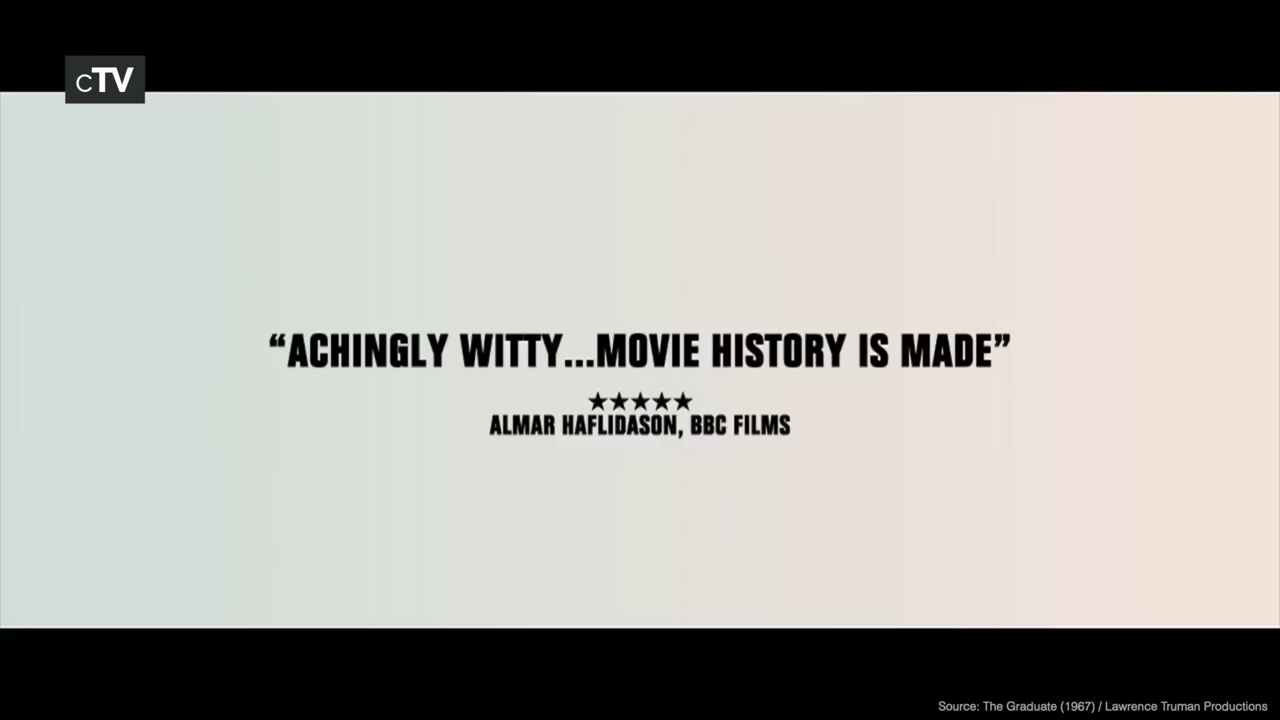 cTV
“ACHINGLY WITTY...MOVIE HISTORY IS MADE”
★★★★★
ALMAR HAFLIDASON, BBC FILMS
Source: The Graduate (1967) / Lawrence Truman Productions